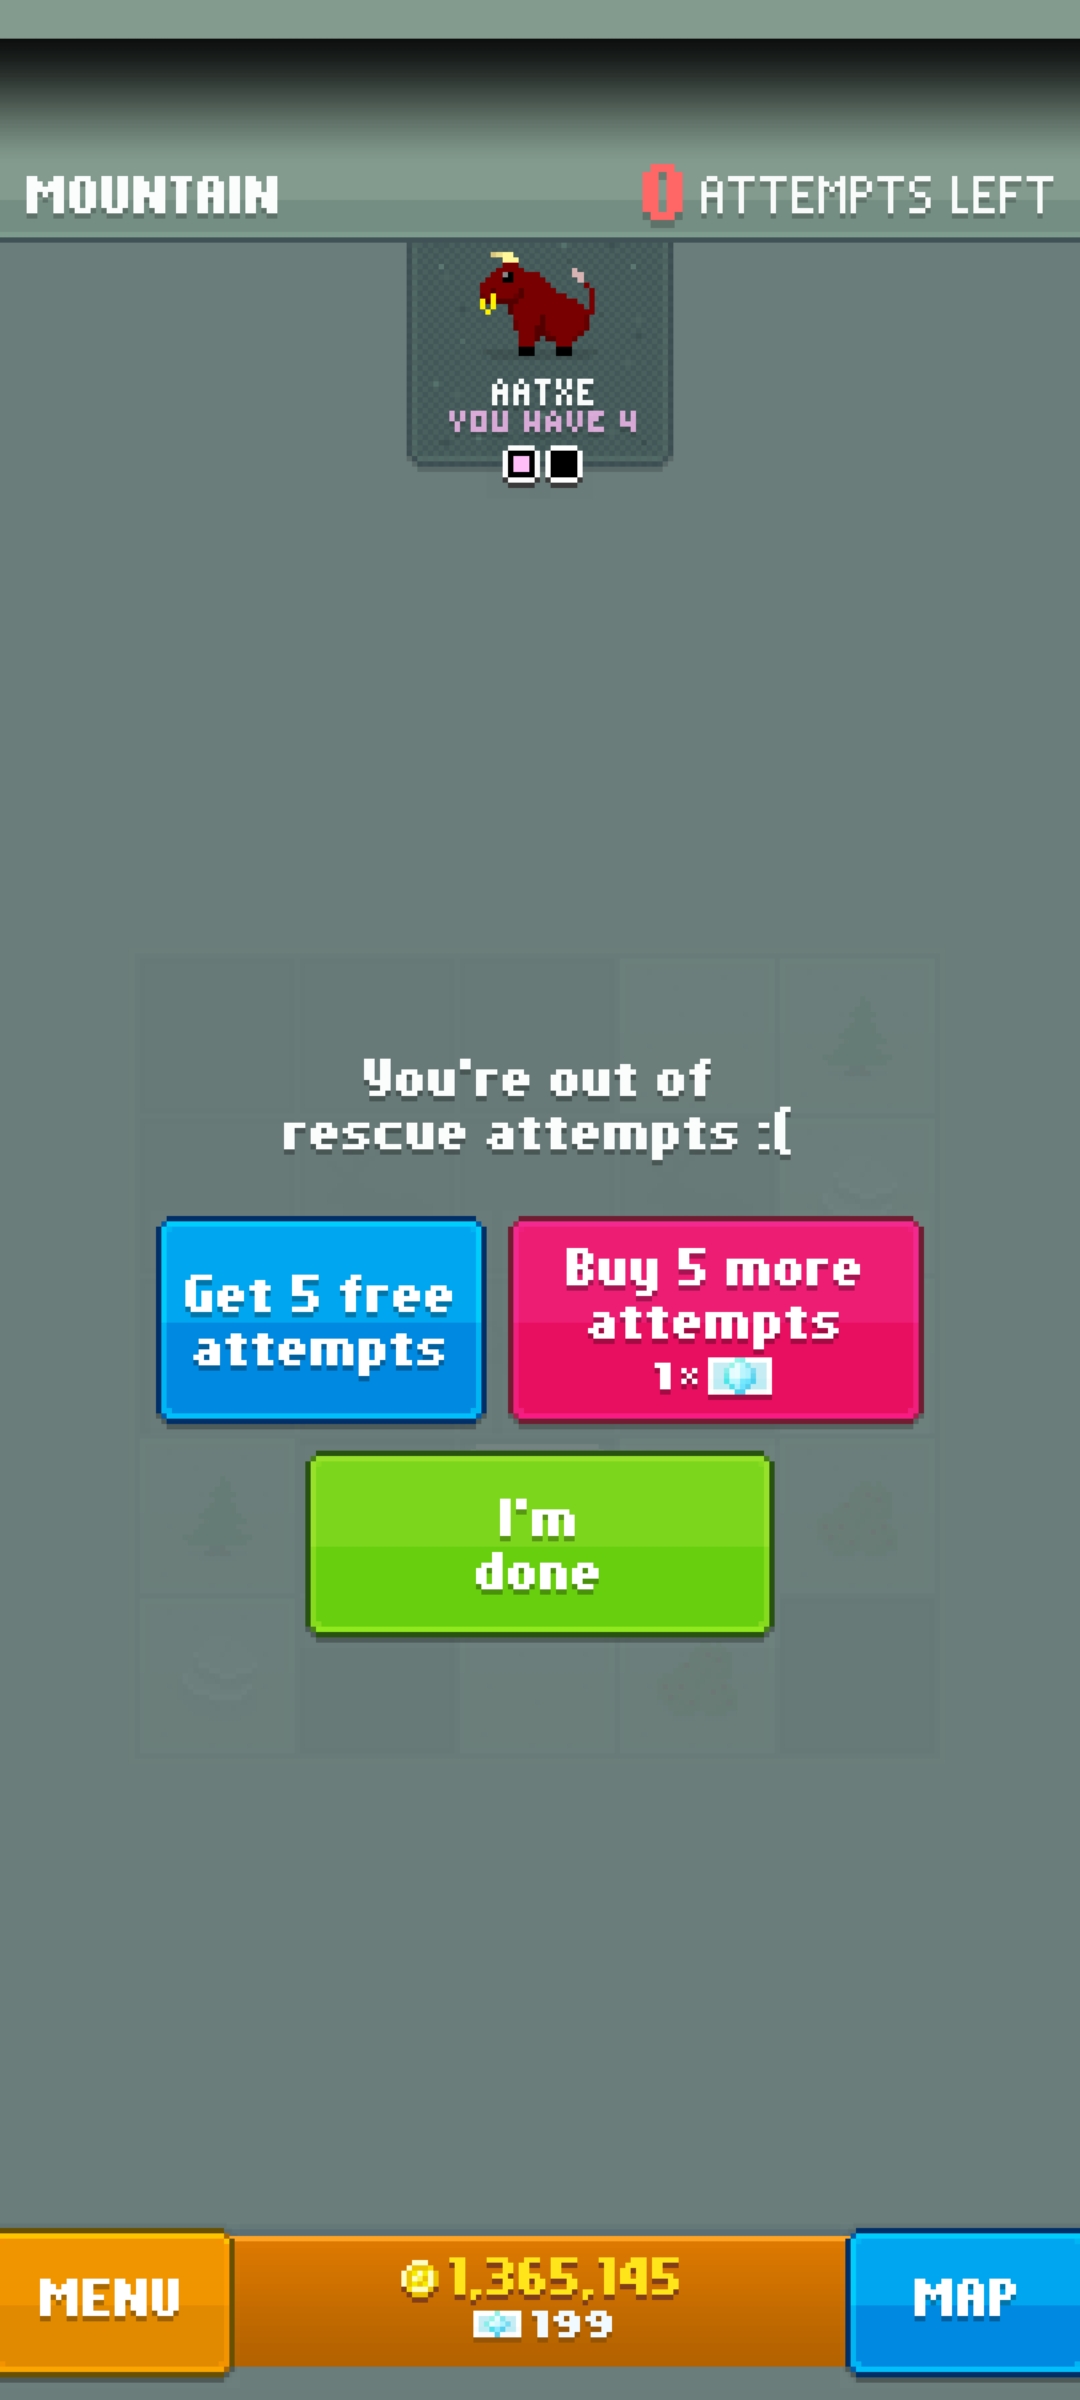 MOUNTAIN
0 ATTEMPTS LEFT
AATXE
YOU HAVE 4
You're out of
rescue attempts :(
Get 5 free
attempts
Buy 5 more
attempts
1×
I'm
done
MENU
1,365,145
199
MAP